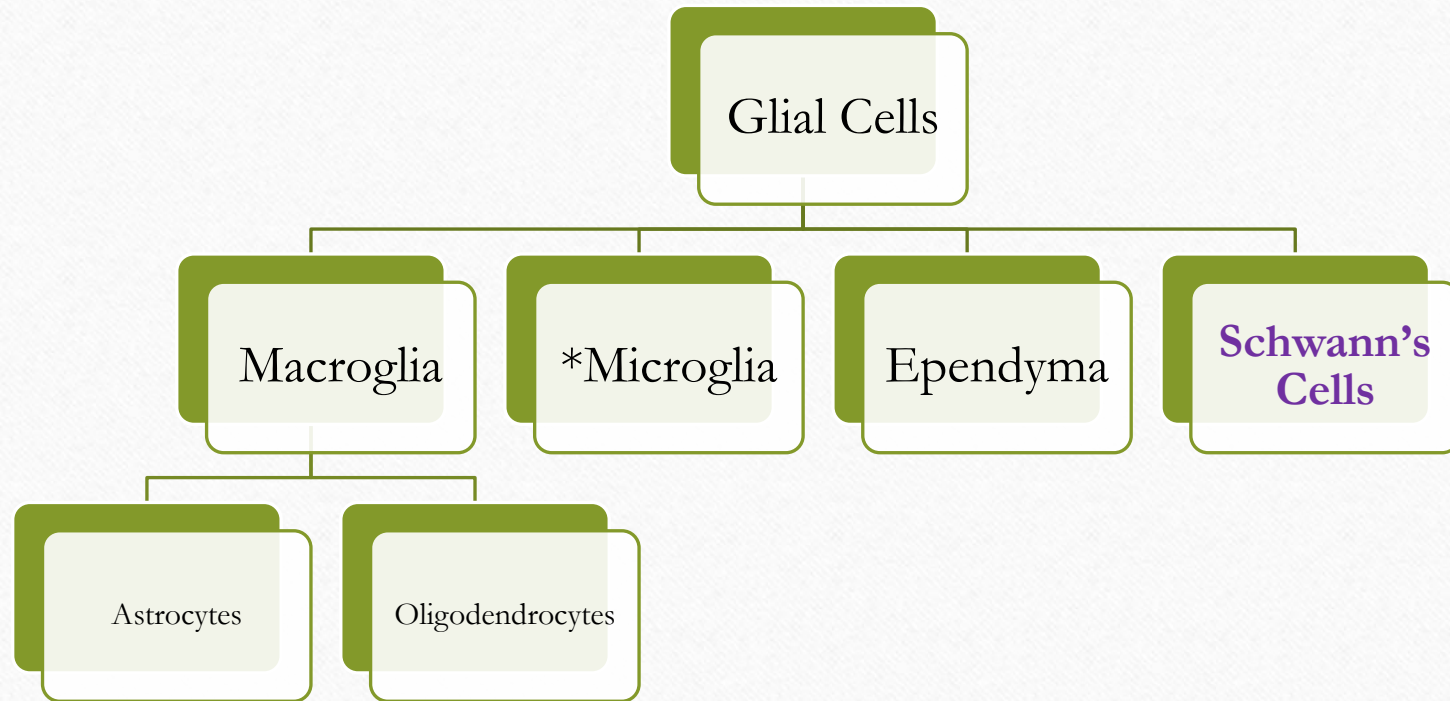 Glial Cells
Macroglia
*Microglia
Ependyma
Schwann’s
Cells
Astrocytes
Oligodendrocytes